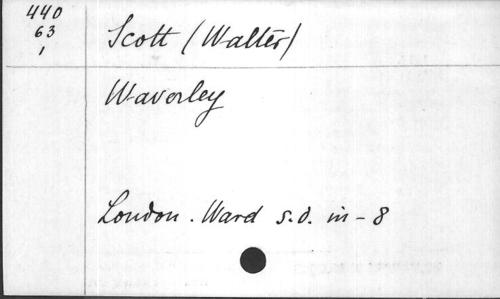 440
63
1
Scott (Walter)
Waverley
London. Ward s.d. in-8